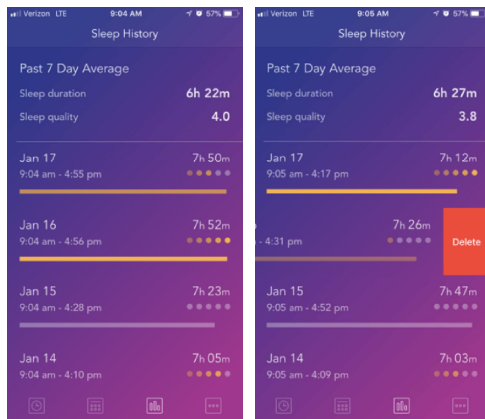 Verizon LTE 9:04 AM 57%
Sleep History
Past 7 Day Average
Sleep duration 6h 22m
Sleep quality 4.0
Jan 17 7h 50m
9:04 am - 4:55 pm
Jan 16 7h 52m
9:04 am - 4:56 pm
Jan 15 7h 23m
9:04 am - 4:28 pm
Jan 14 7h 05m
9:04 am - 4:10 pm
Verizon LTE 9:05 AM 57%
Sleep History
Past 7 Day Average
Sleep duration 6h 27m
Sleep quality 3.8
Jan 17 7h 12m
9:05 am - 4:17 pm
7h 26m
- 4:31 pm
Delete
Jan 15 7h 47m
9:05 am - 4:52 pm
Jan 14 7h 03m
9:05 am - 4:09 pm